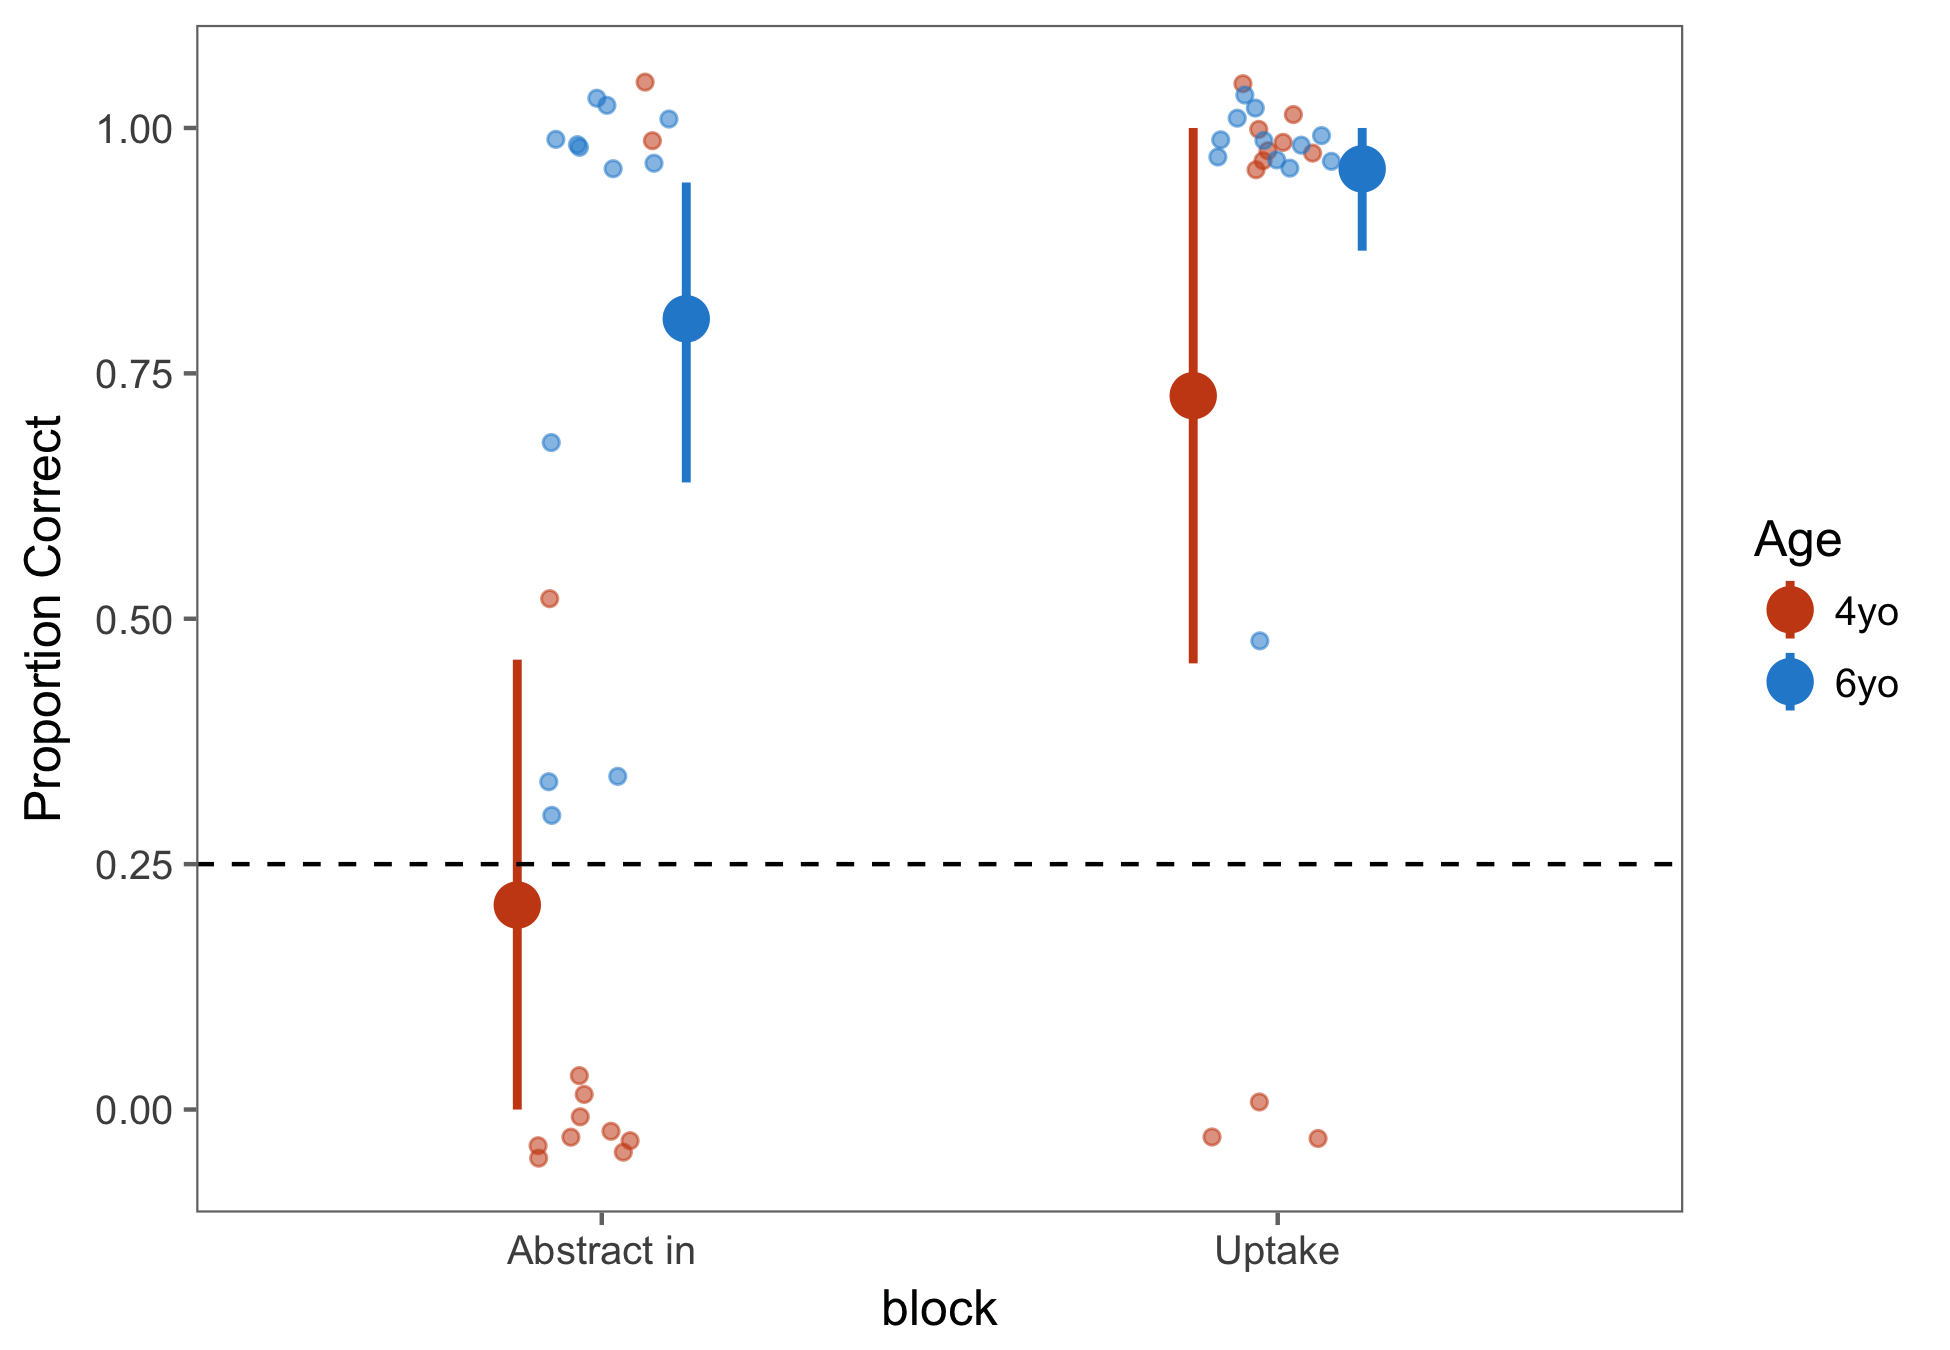 Proportion Correct
1.00
0.75
0.50
0.25
0.00
Abstract in
Uptake
block
Age
4yo
6yo